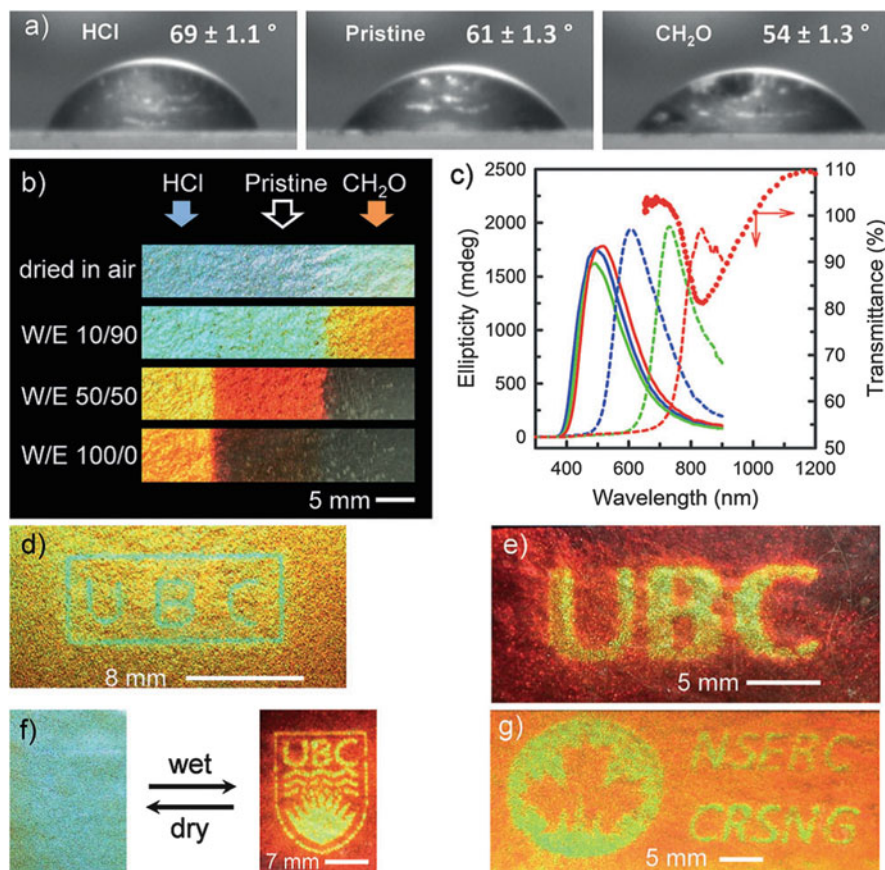 a) HCl 69 ± 1.1 °
Pristine 61 ± 1.3 °
CH₂O 54 ± 1.3 °
b) HCl Pristine CH₂O
dried in air
W/E 10/90
W/E 50/50
W/E 100/0
5 mm
c)
2500
2000
1500
1000
500
0
Ellipticity (mdeg)
110
100
90
80
70
60
50
Transmittance (%)
400 600 800 1000 1200
Wavelength (nm)
d)
U B C
8 mm
e)
UBC
5 mm
f)
wet
dry
UBC
7 mm
g)
NSERC
CRSNG
5 mm